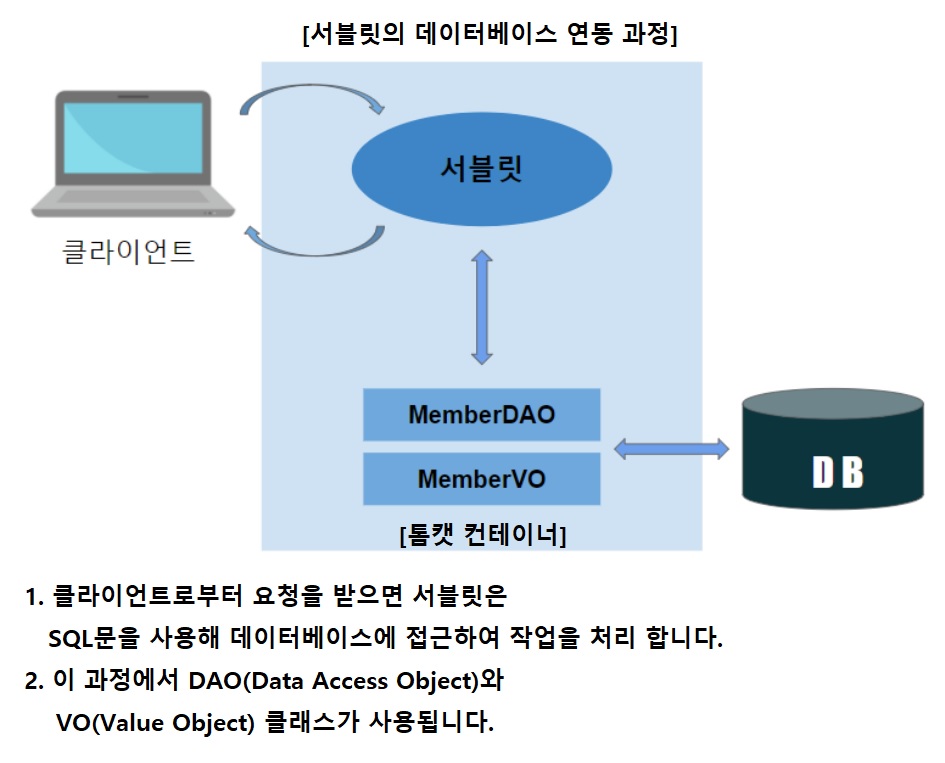 [서블릿의 데이터베이스 연동 과정]
서블릿
클라이언트
MemberDAO
MemberVO
DB
[톰캣 컨테이너]
1. 클라이언트로부터 요청을 받으면 서블릿은
SQL문을 사용해 데이터베이스에 접근하여 작업을 처리 합니다.
2. 이 과정에서 DAO(Data Access Object)와
VO(Value Object) 클래스가 사용됩니다.